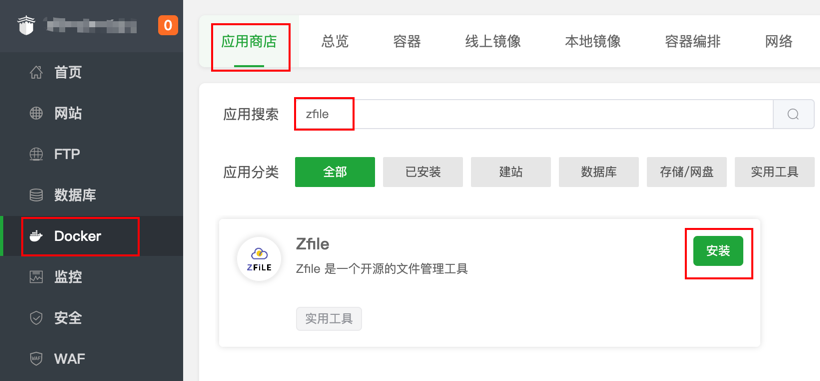 0
首页
网站
FTP
数据库
Docker
监控
安全
WAF
应用商店 总览 容器 线上镜像 本地镜像 容器编排 网络
应用搜索 zfile
应用分类 全部 已安装 建站 数据库 存储/网盘 实用工具
ZFILE
Zfile
Zfile 是一个开源的文件管理工具
安装
实用工具